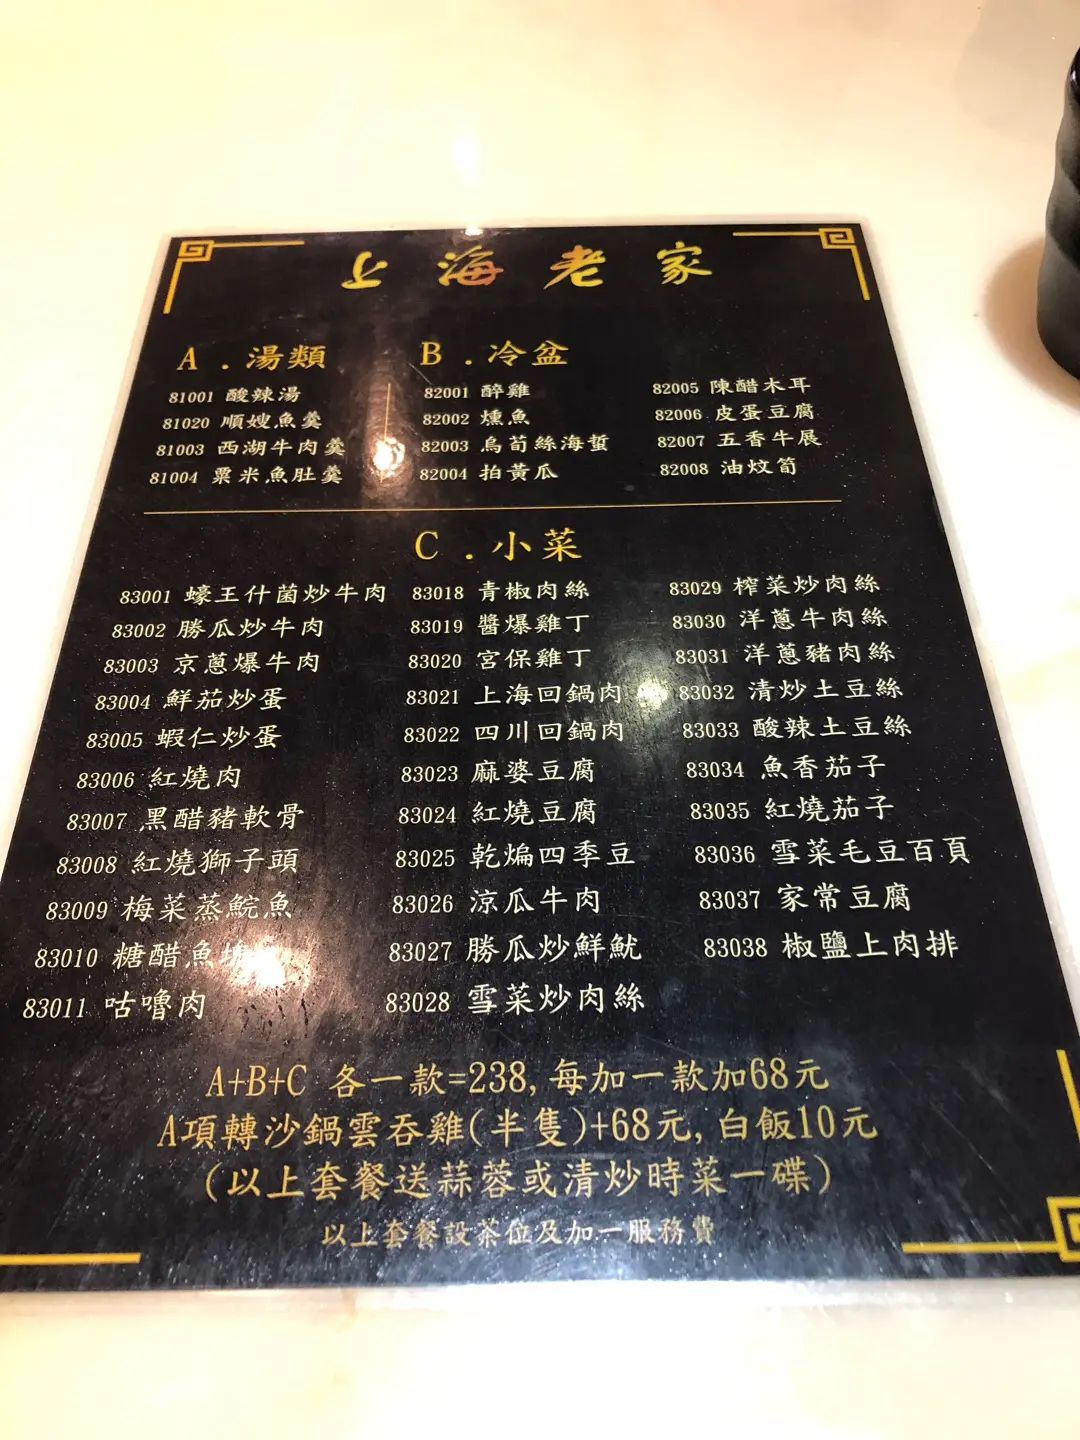 上海老家
A.湯類
81001 酸辣湯
81020 順嫂魚羹
81003 西湖牛肉羹
81004 粟米魚肚羹
B.冷盆
82001 醉雞
82002 燻魚
82003 烏荀絲海蜇
82004 拍黃瓜
82005 陳醋木耳
82006 皮蛋豆腐
82007 五香牛展
82008 油炆筍
C.小菜
83001 蠔王什菌炒牛肉
83002 勝瓜炒牛肉
83003 京蔥爆牛肉
83004 鮮茄炒蛋
83005 蝦仁炒蛋
83006 紅燒肉
83007 黑醋豬軟骨
83008 紅燒獅子頭
83009 梅菜蒸鯇魚
83010 糖醋魚塊
83011 咕嚕肉
83018 青椒肉絲
83019 醬爆雞丁
83020 宮保雞丁
83021 上海回鍋肉
83022 四川回鍋肉
83023 麻婆豆腐
83024 紅燒豆腐
83025 乾煸四季豆
83026 涼瓜牛肉
83027 勝瓜炒鮮魷
83028 雪菜炒肉絲
83029 榨菜炒肉絲
83030 洋蔥牛肉絲
83031 洋蔥豬肉絲
83032 清炒土豆絲
83033 酸辣土豆絲
83034 魚香茄子
83035 紅燒茄子
83036 雪菜毛豆百頁
83037 家常豆腐
83038 椒鹽上肉排
A+B+C 各一款=238,每加一款加68元
A項轉沙鍋雲吞雞(半隻)+68元,白飯10元
(以上套餐送蒜蓉或清炒時菜一碟)
以上套餐設茶位及加一服務費